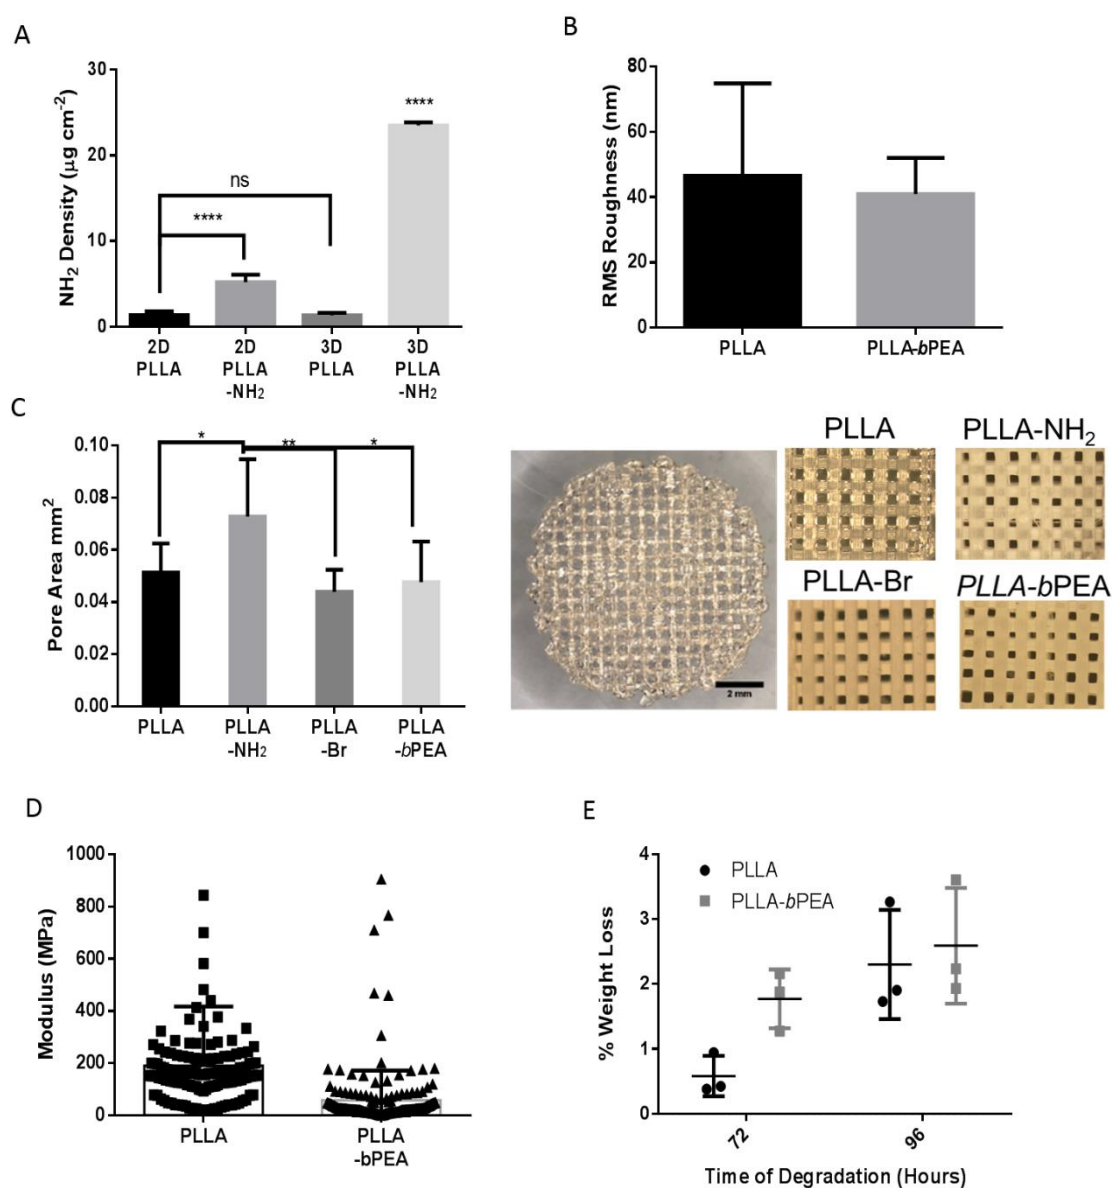 A
NH₂ Density (µg cm⁻²)
30
20
10
0
ns
****
****
2D PLLA
2D PLLA -NH₂
3D PLLA
3D PLLA -NH₂
B
RMS Roughness (nm)
80
60
40
20
0
PLLA
PLLA-bPEA
C
Pore Area mm²
0.10
0.08
0.06
0.04
0.02
0.00
*
**
*
PLLA
PLLA -NH₂
PLLA -Br
PLLA -bPEA
2 mm
PLLA
PLLA-NH₂
PLLA-Br
PLLA-bPEA
D
Modulus (MPa)
1000
800
600
400
200
0
PLLA
PLLA -bPEA
E
% Weight Loss
4
3
2
1
0
PLLA
PLLA-bPEA
72
96
Time of Degradation (Hours)